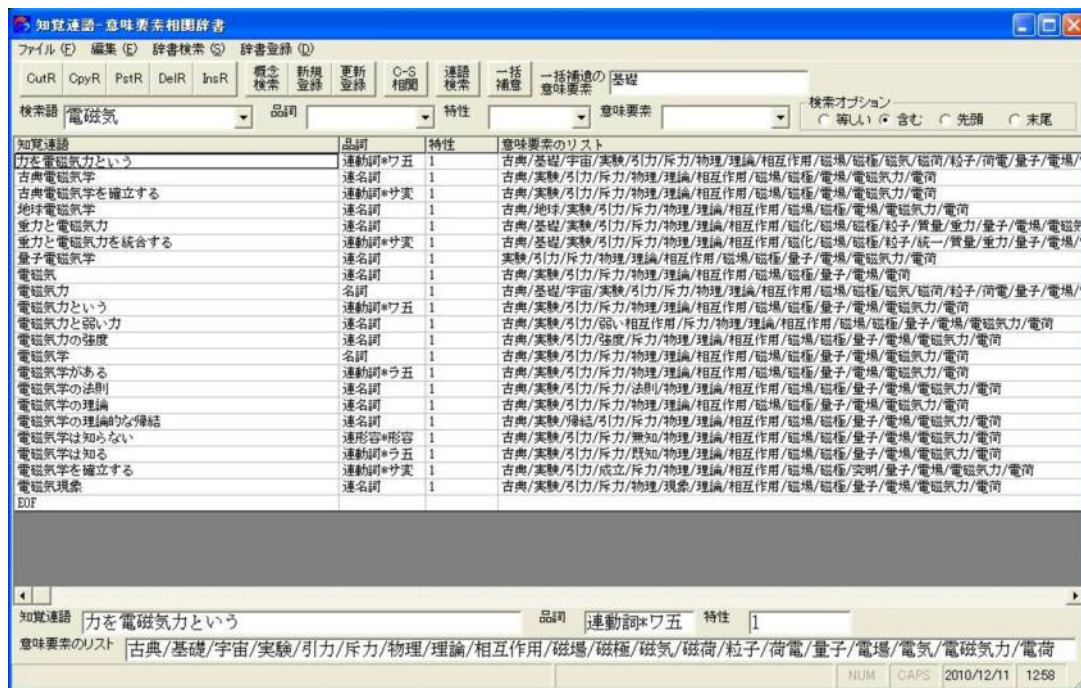 知覚連語-意味要素相関辞書
ファイル(F) 編集(E) 辞書検索(S) 辞書登録(D)
CutR CpyR PstR DelR InsR 概念検索 新規登録 更新登録 C-S相関 連語検索 一括補意 一括補遺の意味要素 基礎
検索語 電磁気 品詞 特性 意味要素 検索オプション 等しい 含む 先頭 末尾
知覚連語 品詞 特性 意味要素のリスト
力を電磁気力という 連動詞*ワ五 1 古典/基礎/宇宙/実験/引力/斥力/物理/理論/相互作用/磁場/磁極/磁気/磁荷/粒子/荷電/量子/電場/
古典電磁気学 連名詞 1 古典/実験/引力/斥力/物理/理論/相互作用/磁場/磁極/電場/電磁気力/電荷
古典電磁気学を確立する 連動詞*サ変 1 古典/実験/引力/斥力/物理/理論/相互作用/磁場/磁極/電場/電磁気力/電荷
地球電磁気学 連名詞 1 古典/地球/実験/引力/斥力/物理/理論/相互作用/磁場/磁極/電場/電磁気力/電荷
重力と電磁気力 連名詞 1 古典/基礎/実験/引力/斥力/物理/理論/相互作用/磁化/磁場/磁極/粒子/質量/重力/量子/電場/電磁気
重力と電磁気力を統合する 連動詞*サ変 1 古典/基礎/実験/引力/斥力/物理/理論/相互作用/磁化/磁場/磁極/粒子/統一/質量/重力/量子/電場/
量子電磁気学 連名詞 1 実験/引力/斥力/物理/理論/相互作用/磁場/磁極/量子/電場/電磁気力/電荷
電磁気 連名詞 1 古典/実験/引力/斥力/物理/理論/相互作用/磁場/磁極/量子/電場/電荷
電磁気力 名詞 1 古典/基礎/宇宙/実験/引力/斥力/物理/理論/相互作用/磁場/磁極/磁気/磁荷/粒子/荷電/量子/電場/
電磁気力という 連動詞*ワ五 1 古典/実験/引力/斥力/物理/理論/相互作用/磁場/磁極/量子/電場/電磁気力/電荷
電磁気力と弱い力 連名詞 1 古典/実験/引力/弱い相互作用/斥力/物理/理論/相互作用/磁場/磁極/量子/電場/電磁気力/電荷
電磁気力の強度 連名詞 1 古典/実験/引力/強度/斥力/物理/理論/相互作用/磁場/磁極/量子/電場/電磁気力/電荷
電磁気学 名詞 1 古典/実験/引力/斥力/物理/理論/相互作用/磁場/磁極/量子/電場/電磁気力/電荷
電磁気学がある 連動詞*ラ五 1 古典/実験/引力/斥力/物理/理論/相互作用/磁場/磁極/量子/電場/電磁気力/電荷
電磁気学の法則 連名詞 1 古典/実験/引力/斥力/法則/物理/理論/相互作用/磁場/磁極/量子/電場/電磁気力/電荷
電磁気学の理論 連名詞 1 古典/実験/引力/斥力/物理/理論/相互作用/磁場/磁極/量子/電場/電磁気力/電荷
電磁気学の理論的な帰結 連名詞 1 古典/実験/帰結/引力/斥力/物理/理論/相互作用/磁場/磁極/量子/電場/電磁気力/電荷
電磁気学は知らない 連形容*形容 1 古典/実験/引力/斥力/無知/物理/理論/相互作用/磁場/磁極/量子/電場/電磁気力/電荷
電磁気学は知る 連動詞*ラ五 1 古典/実験/引力/斥力/既知/物理/理論/相互作用/磁場/磁極/量子/電場/電磁気力/電荷
電磁気学を確立する 連動詞*サ変 1 古典/実験/引力/成立/斥力/物理/理論/相互作用/磁場/磁極/究明/量子/電場/電磁気力/電荷
電磁気現象 連名詞 1 古典/実験/引力/斥力/物理/現象/理論/相互作用/磁場/磁極/量子/電場/電磁気力/電荷
EOF
知覚連語 力を電磁気力という 品詞 連動詞*ワ五 特性 1
意味要素のリスト 古典/基礎/宇宙/実験/引力/斥力/物理/理論/相互作用/磁場/磁極/磁気/磁荷/粒子/荷電/量子/電場/電気/電磁気力/電荷
NUM CAPS 2010/12/11 12:58